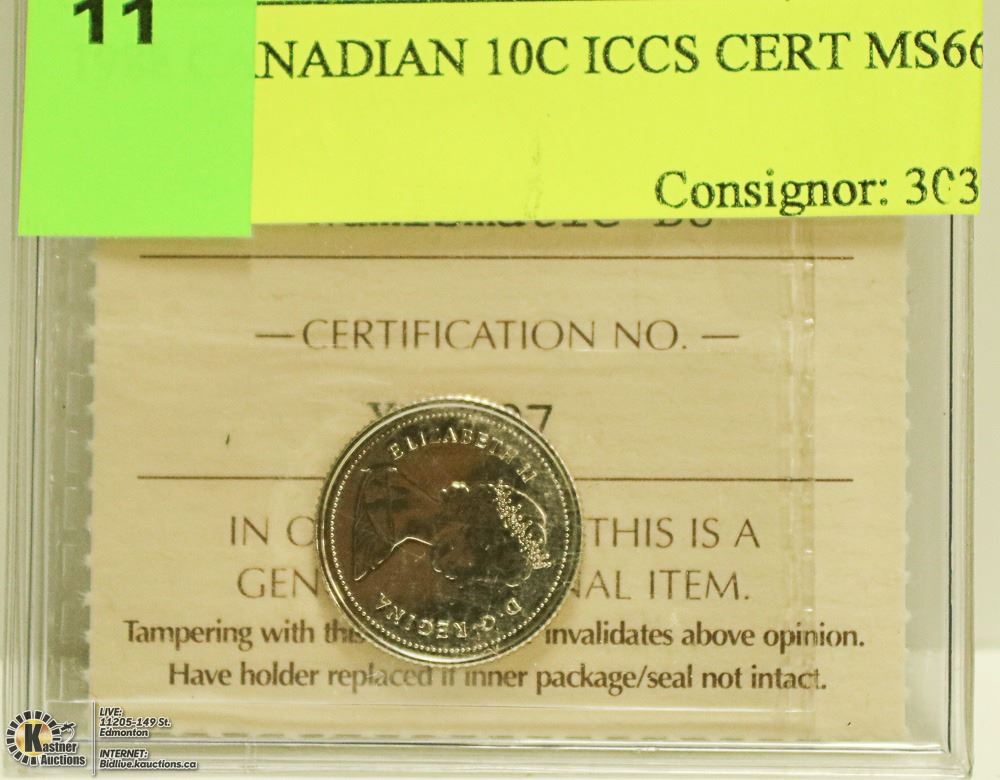 11
CANADIAN 10C ICCS CERT MS66
Consignor: 303
— CERTIFICATION NO. —
ELIZABETH II
D·G·REGINA
IN O THIS IS A
GEN NAL ITEM.
Tampering with this invalidates above opinion.
Have holder replaced if inner package/seal not intact.
Kastner
Auctions
LIVE:
11205-149 St.
Edmonton
INTERNET:
Bidlive.kauctions.ca